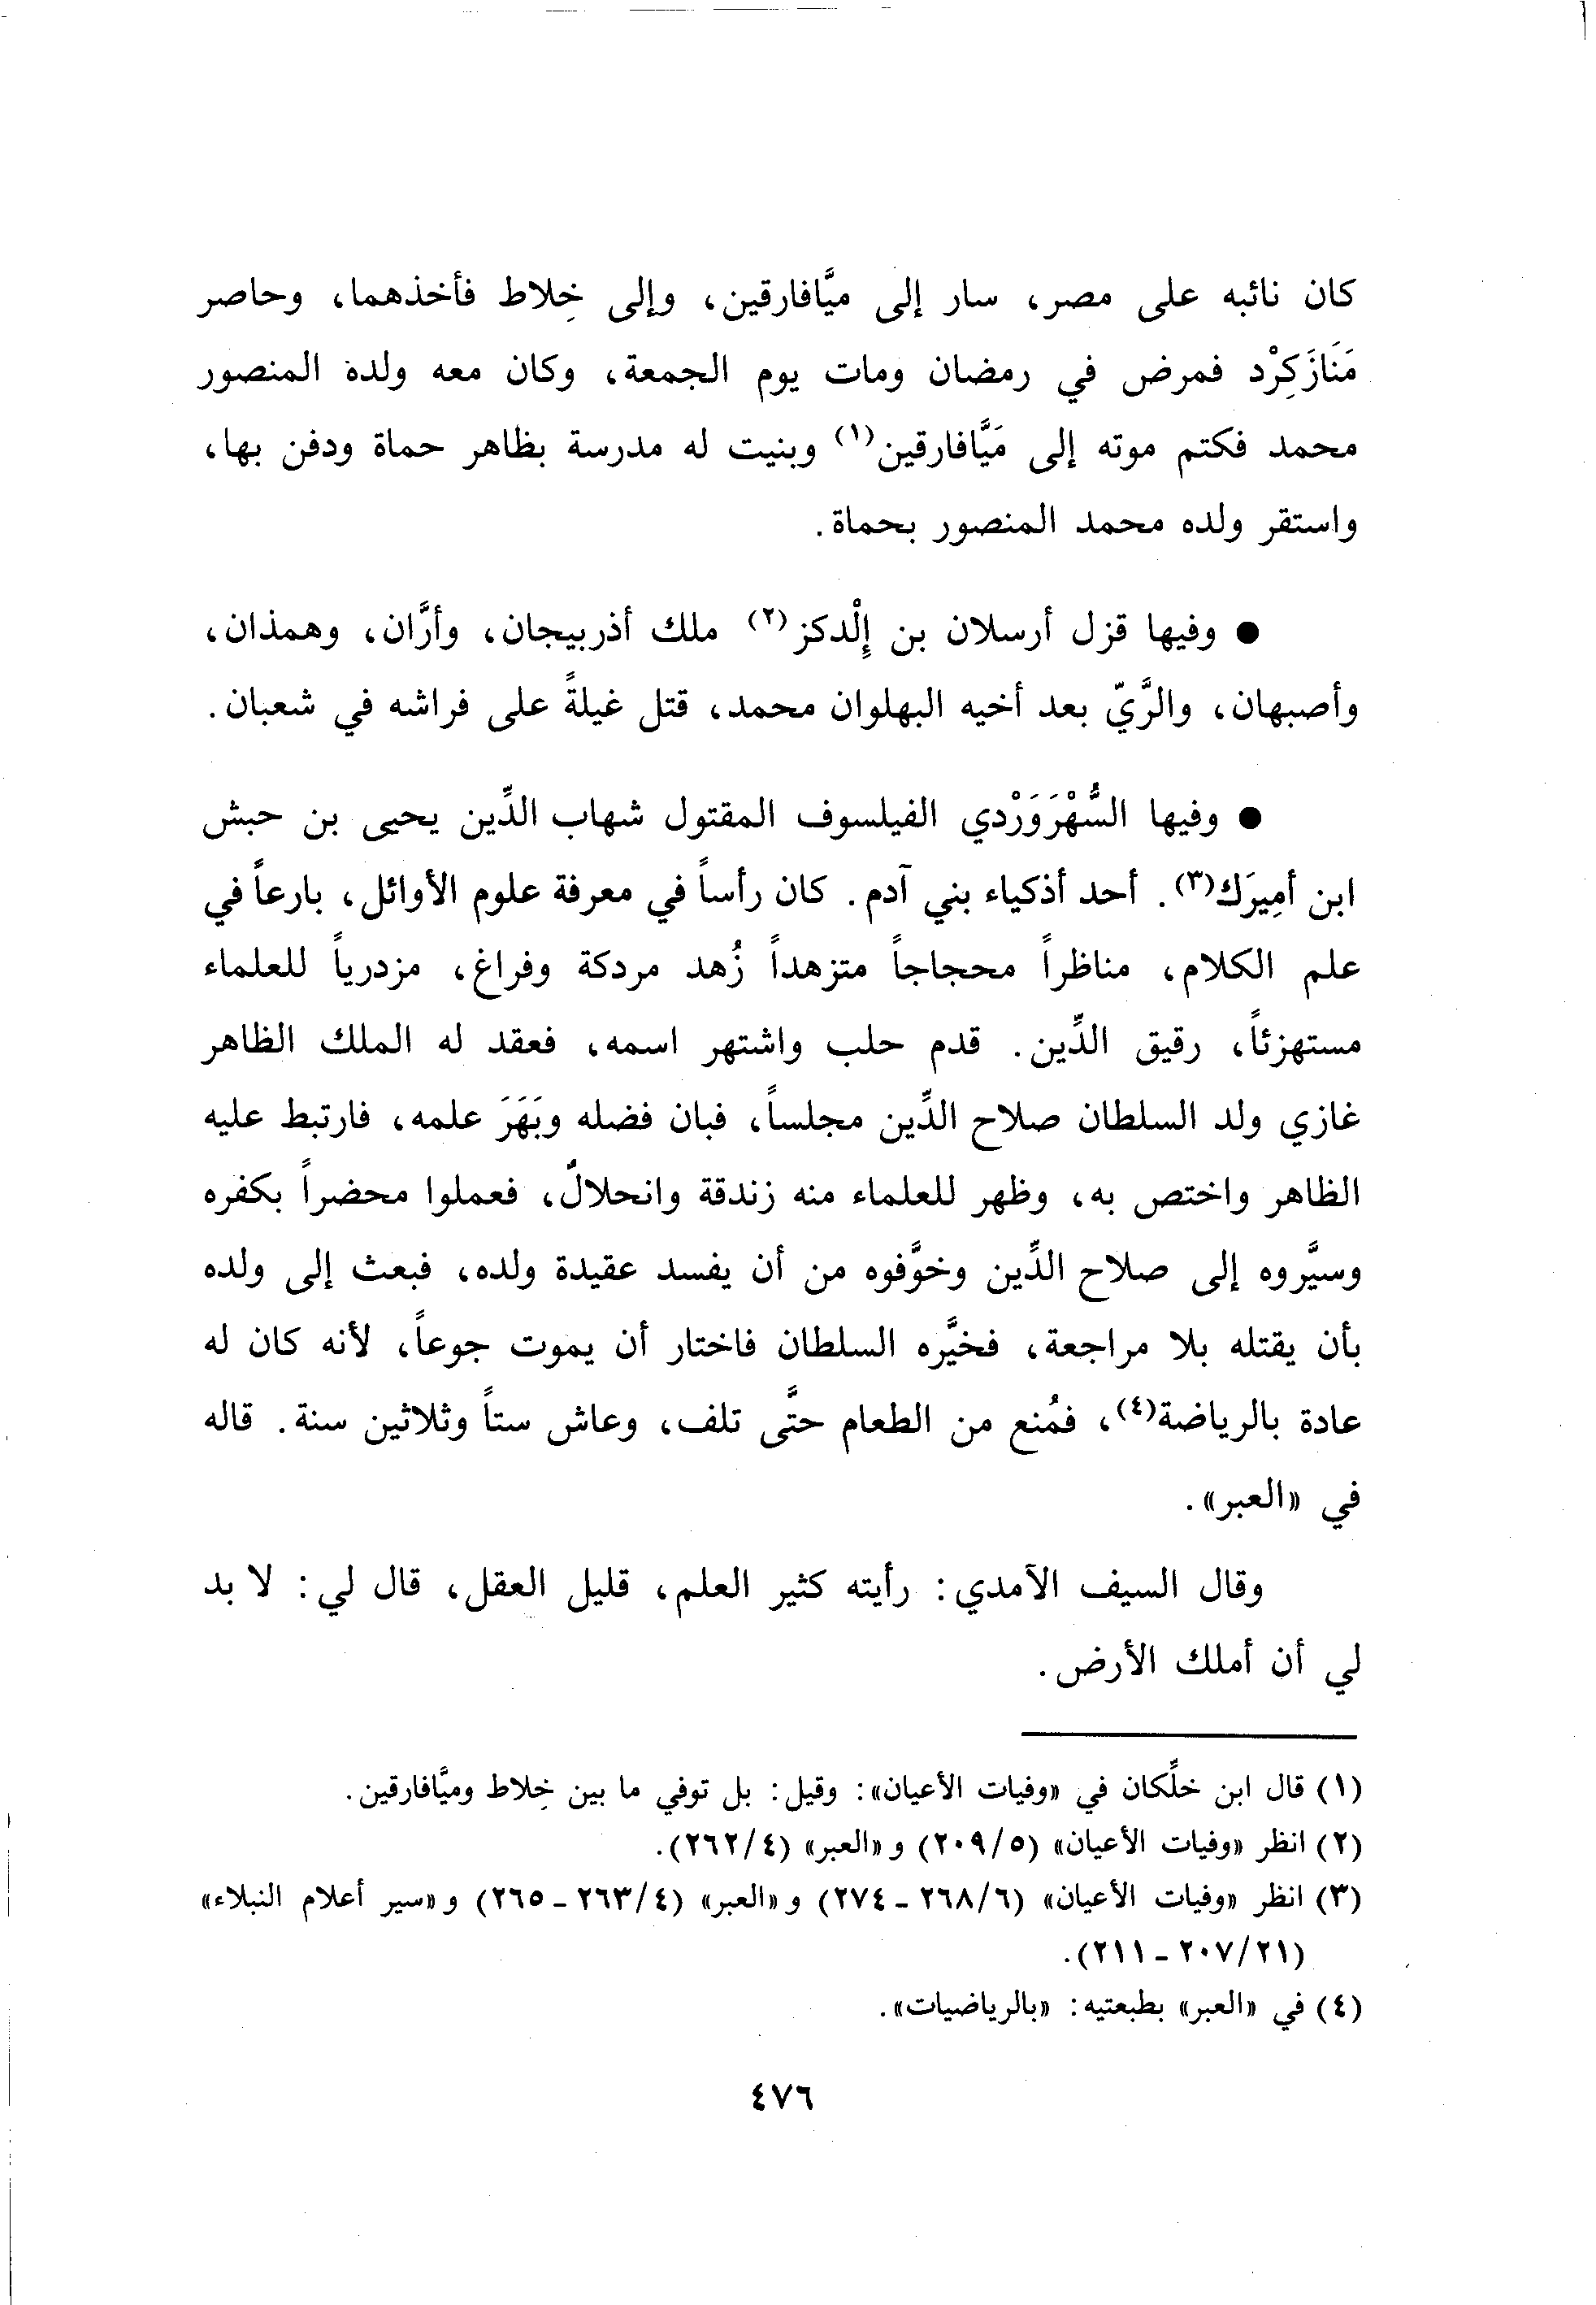 كان نائبه على مصر، سار إلى ميَّافارقين، وإلى خِلاط فأخذهما، وحاصر
مَنَازَكِرْد فمرض في رمضان ومات يوم الجمعة، وكان معه ولده المنصور
محمد فكتم موته إلى مَيَّافارقين(١) وبنيت له مدرسة بظاهر حماة ودفن بها،
واستقر ولده محمد المنصور بحماة.
● وفيها قزل أرسلان بن إِلْدكز(٢) ملك أذربيجان، وأرَّان، وهمذان،
وأصبهان، والرَّيّ بعد أخيه البهلوان محمد، قتل غيلةً على فراشه في شعبان.
● وفيها السُّهْرَوَرْدي الفيلسوف المقتول شهاب الدِّين يحيى بن حبش
ابن أمِيرَك(٣). أحد أذكياء بني آدم. كان رأساً في معرفة علوم الأوائل، بارعاً في
علم الكلام، مناظراً محجاجاً متزهداً زُهد مردكة وفراغ، مزدرياً للعلماء
مستهزئاً، رقيق الدِّين. قدم حلب واشتهر اسمه، فعقد له الملك الظاهر
غازي ولد السلطان صلاح الدِّين مجلساً، فبان فضله وبَهَرَ علمه، فارتبط عليه
الظاهر واختص به، وظهر للعلماء منه زندقة وانحلالٌ، فعملوا محضراً بكفره
وسيَّروه إلى صلاح الدِّين وخوَّفوه من أن يفسد عقيدة ولده، فبعث إلى ولده
بأن يقتله بلا مراجعة، فخيَّره السلطان فاختار أن يموت جوعاً، لأنه كان له
عادة بالرياضة(٤)، فمُنع من الطعام حتَّى تلف، وعاش ستاً وثلاثين سنة. قاله
في «العبر».
وقال السيف الآمدي: رأيته كثير العلم، قليل العقل، قال لي: لا بد
لي أن أملك الأرض.
(١) قال ابن خلِّكان في «وفيات الأعيان»: وقيل: بل توفي ما بين خِلاط وميَّافارقين.
(٢) انظر «وفيات الأعيان» (٢٠٩/٥) و «العبر» (٢٦٢/٤).
(٣) انظر «وفيات الأعيان» (٢٦٨/٦ - ٢٧٤) و «العبر» (٢٦٣/٤ - ٢٦٥) و «سير أعلام النبلاء»
(٢٠٧/٢١ - ٢١١).
(٤) في «العبر» بطبعتيه: «بالرياضيات».
٤٧٦